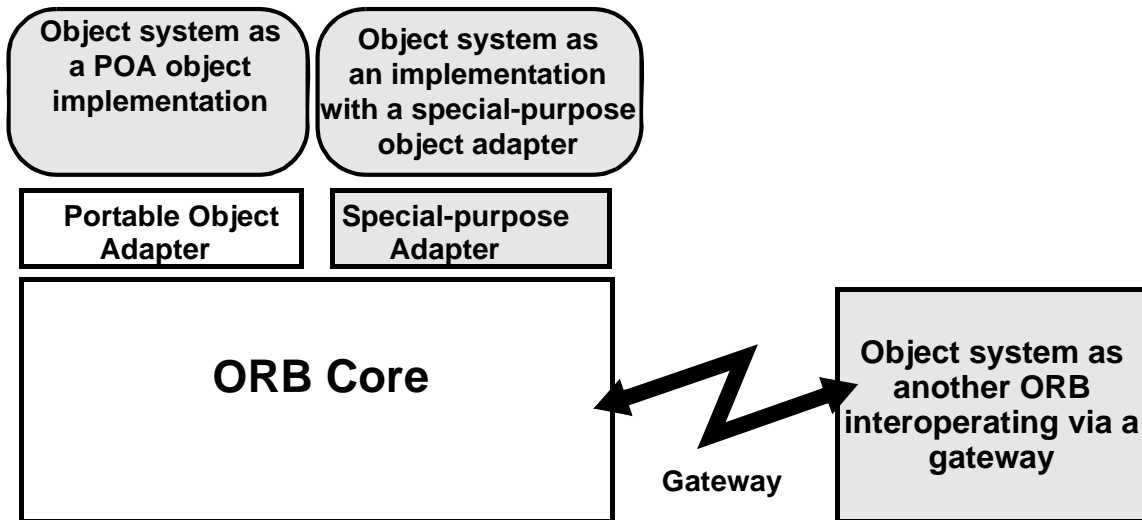 Object system as
a POA object
implementation
Object system as
an implementation
with a special-purpose
object adapter
Portable Object
Adapter
Special-purpose
Adapter
ORB Core
Gateway
Object system as
another ORB
interoperating via a
gateway